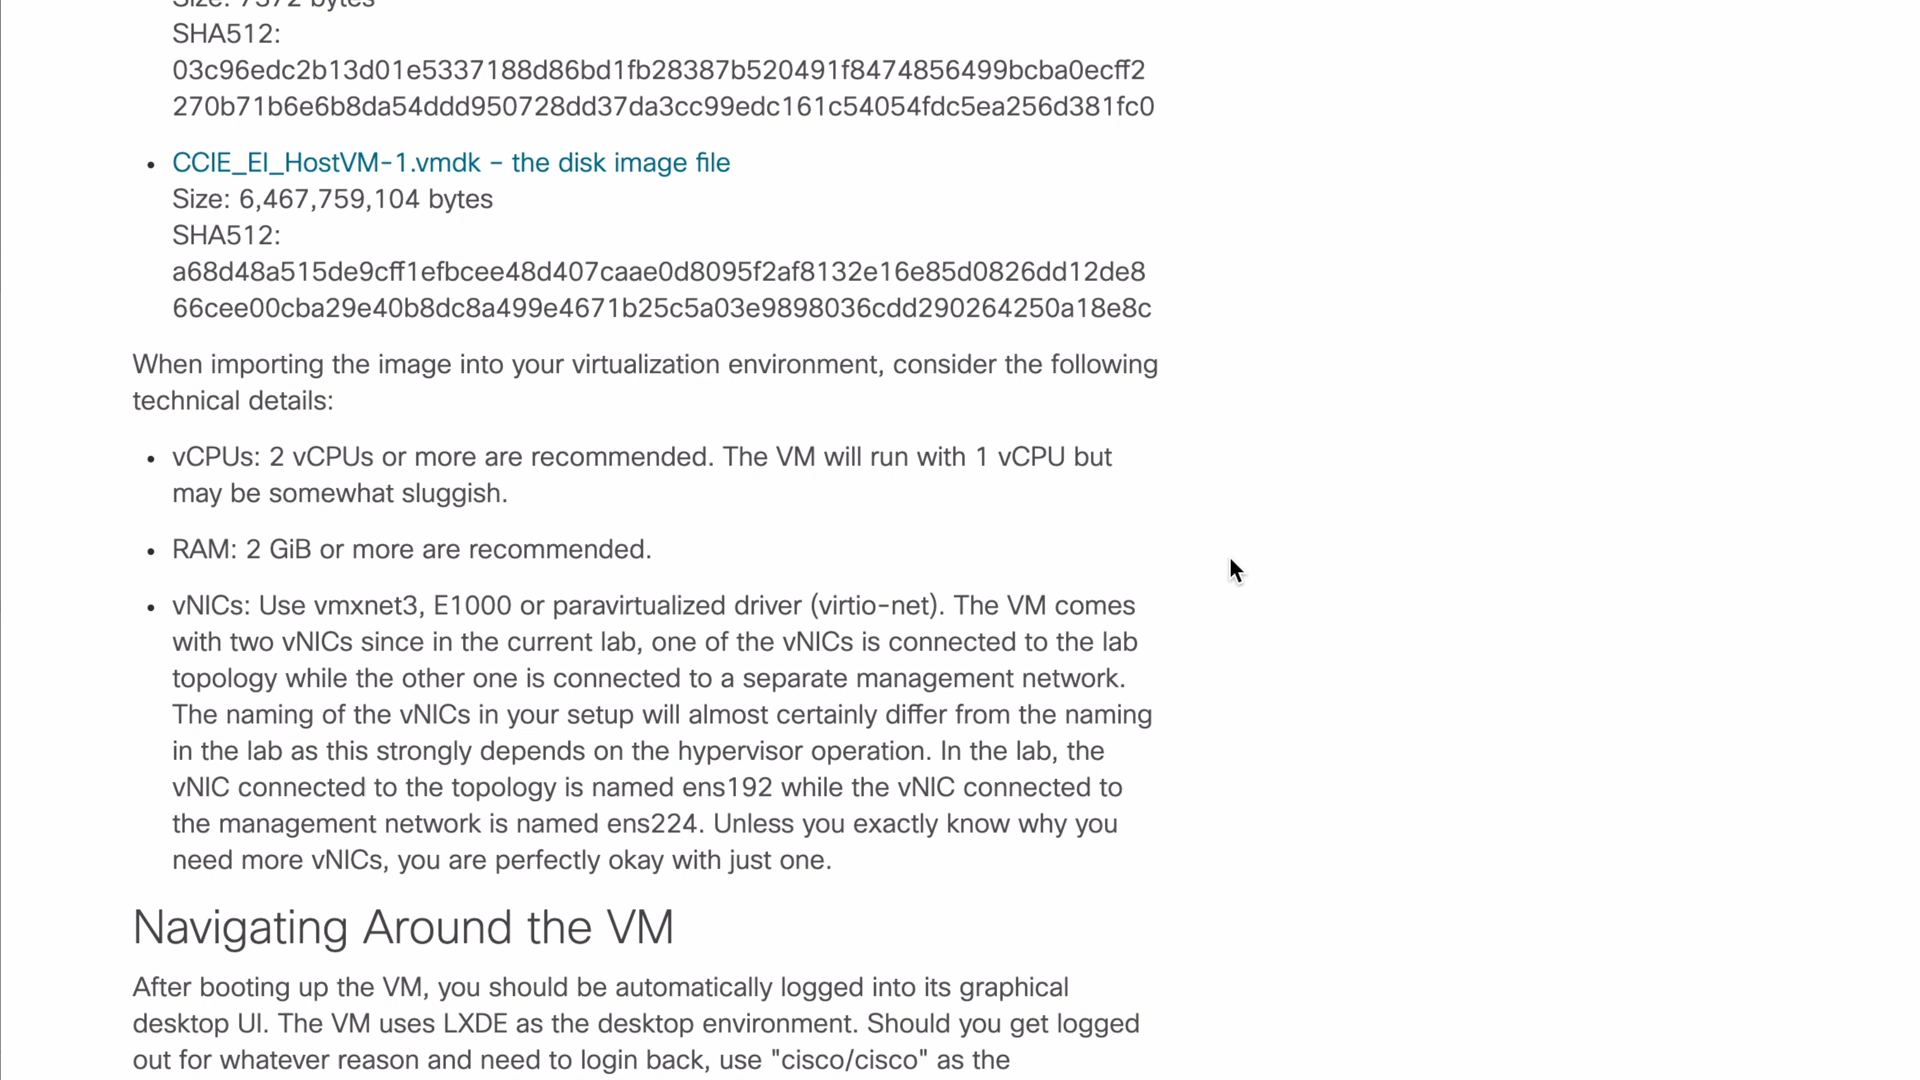 Size: 7372 bytes
SHA512:
03c96edc2b13d01e5337188d86bd1fb28387b520491f8474856499bcba0ecff2
270b71b6e6b8da54ddd950728dd37da3cc99edc161c54054fdc5ea256d381fc0
• CCIE_EI_HostVM-1.vmdk – the disk image file
Size: 6,467,759,104 bytes
SHA512:
a68d48a515de9cff1efbcee48d407caae0d8095f2af8132e16e85d0826dd12de8
66cee00cba29e40b8dc8a499e4671b25c5a03e9898036cdd290264250a18e8c
When importing the image into your virtualization environment, consider the following
technical details:
• vCPUs: 2 vCPUs or more are recommended. The VM will run with 1 vCPU but
may be somewhat sluggish.
• RAM: 2 GiB or more are recommended.
• vNICs: Use vmxnet3, E1000 or paravirtualized driver (virtio-net). The VM comes
with two vNICs since in the current lab, one of the vNICs is connected to the lab
topology while the other one is connected to a separate management network.
The naming of the vNICs in your setup will almost certainly differ from the naming
in the lab as this strongly depends on the hypervisor operation. In the lab, the
vNIC connected to the topology is named ens192 while the vNIC connected to
the management network is named ens224. Unless you exactly know why you
need more vNICs, you are perfectly okay with just one.
Navigating Around the VM
After booting up the VM, you should be automatically logged into its graphical
desktop UI. The VM uses LXDE as the desktop environment. Should you get logged
out for whatever reason and need to login back, use "cisco/cisco" as the